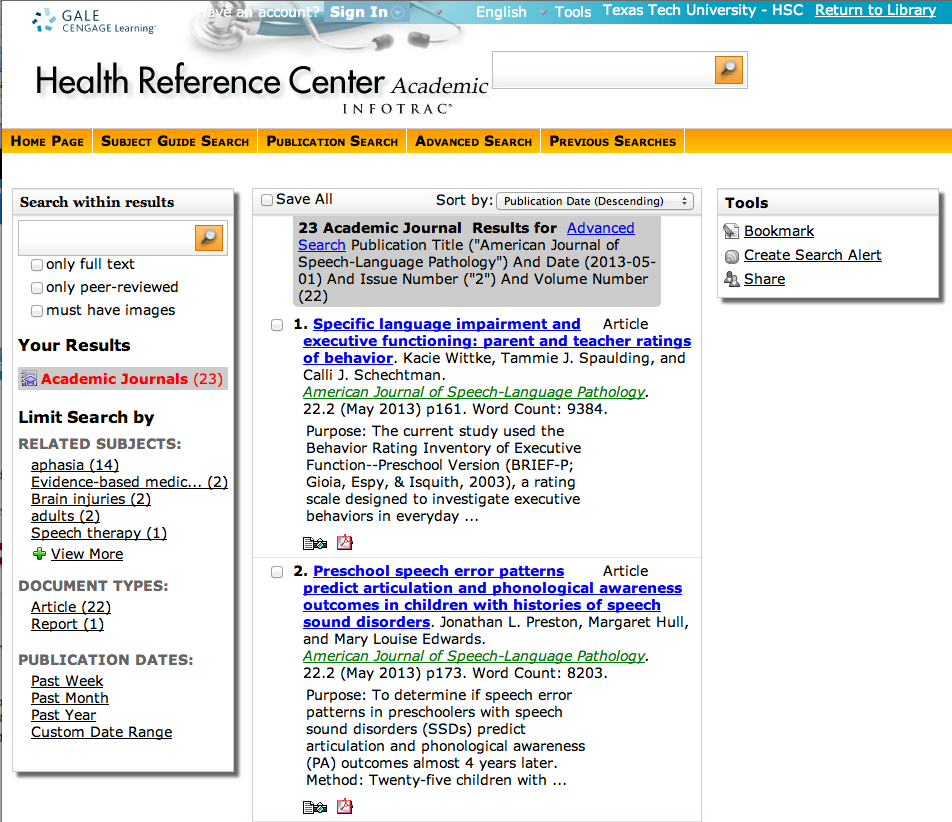 GALE
CENGAGE Learning
Have an account? Sign In
English Tools Texas Tech University - HSC Return to Library
Health Reference Center Academic
INFOTRAC
HOME PAGE SUBJECT GUIDE SEARCH PUBLICATION SEARCH ADVANCED SEARCH PREVIOUS SEARCHES
Search within results
only full text
only peer-reviewed
must have images
Your Results
Academic Journals (23)
Limit Search by
RELATED SUBJECTS:
aphasia (14)
Evidence-based medic... (2)
Brain injuries (2)
adults (2)
Speech therapy (1)
View More
DOCUMENT TYPES:
Article (22)
Report (1)
PUBLICATION DATES:
Past Week
Past Month
Past Year
Custom Date Range
Save All Sort by: Publication Date (Descending)
23 Academic Journal Results for Advanced
Search Publication Title ("American Journal of
Speech-Language Pathology") And Date (2013-05-
01) And Issue Number ("2") And Volume Number
(22)
1. Specific language impairment and Article
executive functioning: parent and teacher ratings
of behavior. Kacie Wittke, Tammie J. Spaulding, and
Calli J. Schechtman.
American Journal of Speech-Language Pathology.
22.2 (May 2013) p161. Word Count: 9384.
Purpose: The current study used the
Behavior Rating Inventory of Executive
Function--Preschool Version (BRIEF-P;
Gioia, Espy, & Isquith, 2003), a rating
scale designed to investigate executive
behaviors in everyday ...
2. Preschool speech error patterns Article
predict articulation and phonological awareness
outcomes in children with histories of speech
sound disorders. Jonathan L. Preston, Margaret Hull,
and Mary Louise Edwards.
American Journal of Speech-Language Pathology.
22.2 (May 2013) p173. Word Count: 8203.
Purpose: To determine if speech error
patterns in preschoolers with speech
sound disorders (SSDs) predict
articulation and phonological awareness
(PA) outcomes almost 4 years later.
Method: Twenty-five children with ...
Tools
Bookmark
Create Search Alert
Share